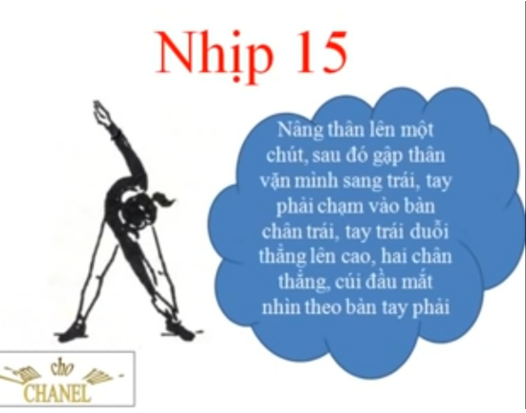 Nhịp 15
Nâng thân lên một
chút, sau đó gập thân
vặn mình sang trái, tay
phải chạm vào bàn
chân trái, tay trái duỗi
thẳng lên cao, hai chân
thẳng, cúi đầu mắt
nhìn theo bàn tay phải
cho
CHANEL